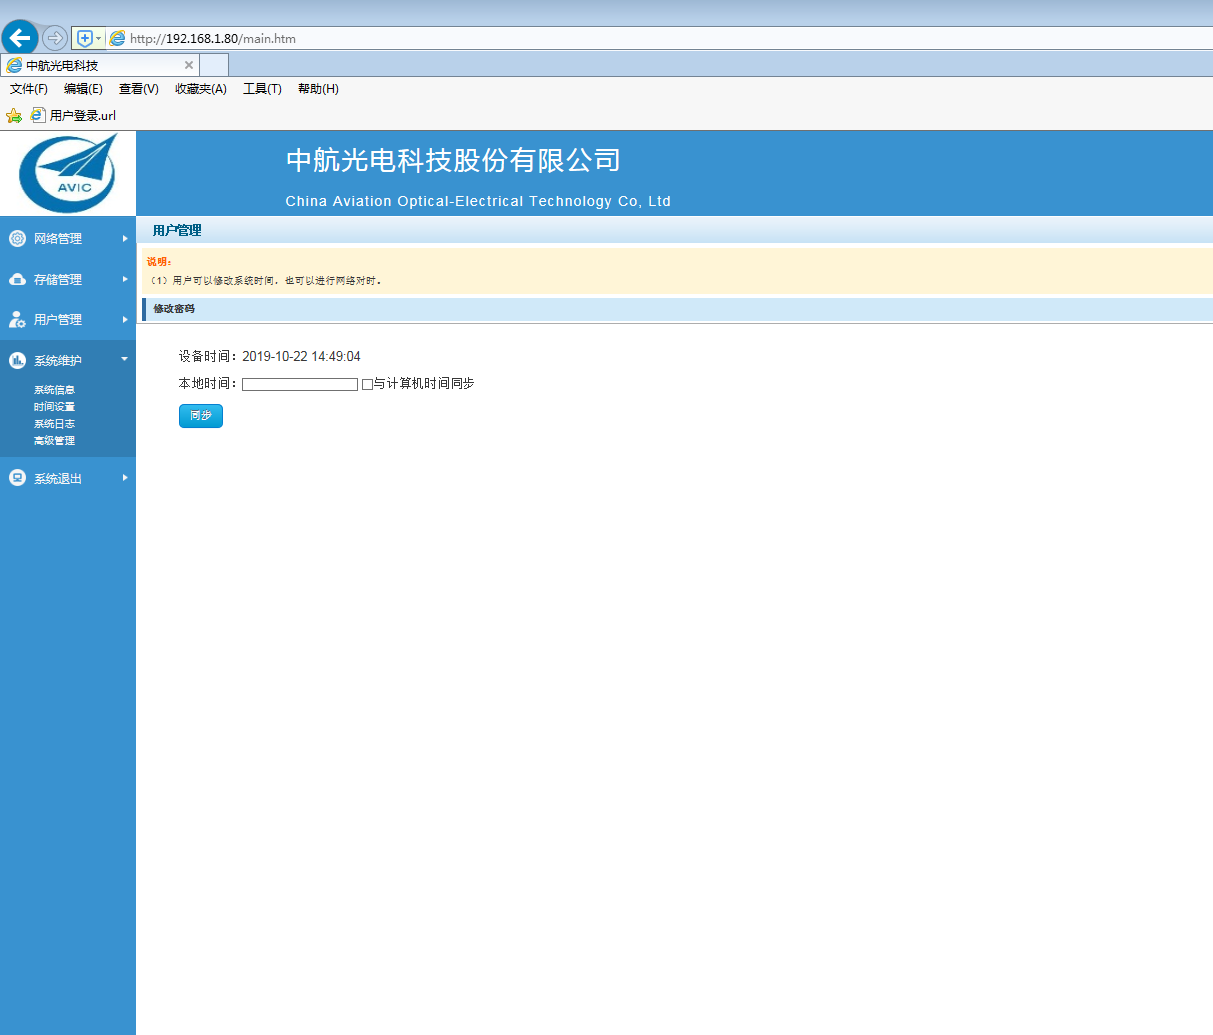 http://192.168.1.80/main.htm
中航光电科技
文件(F) 编辑(E) 查看(V) 收藏夹(A) 工具(T) 帮助(H)
用户登录.url
AVIC
中航光电科技股份有限公司
China Aviation Optical-Electrical Technology Co, Ltd
网络管理
存储管理
用户管理
系统维护
系统信息
时间设置
系统日志
高级管理
系统退出
用户管理
说明：
（1）用户可以修改系统时间，也可以进行网络对时。
修改密码
设备时间：2019-10-22 14:49:04
本地时间： 与计算机时间同步
同步